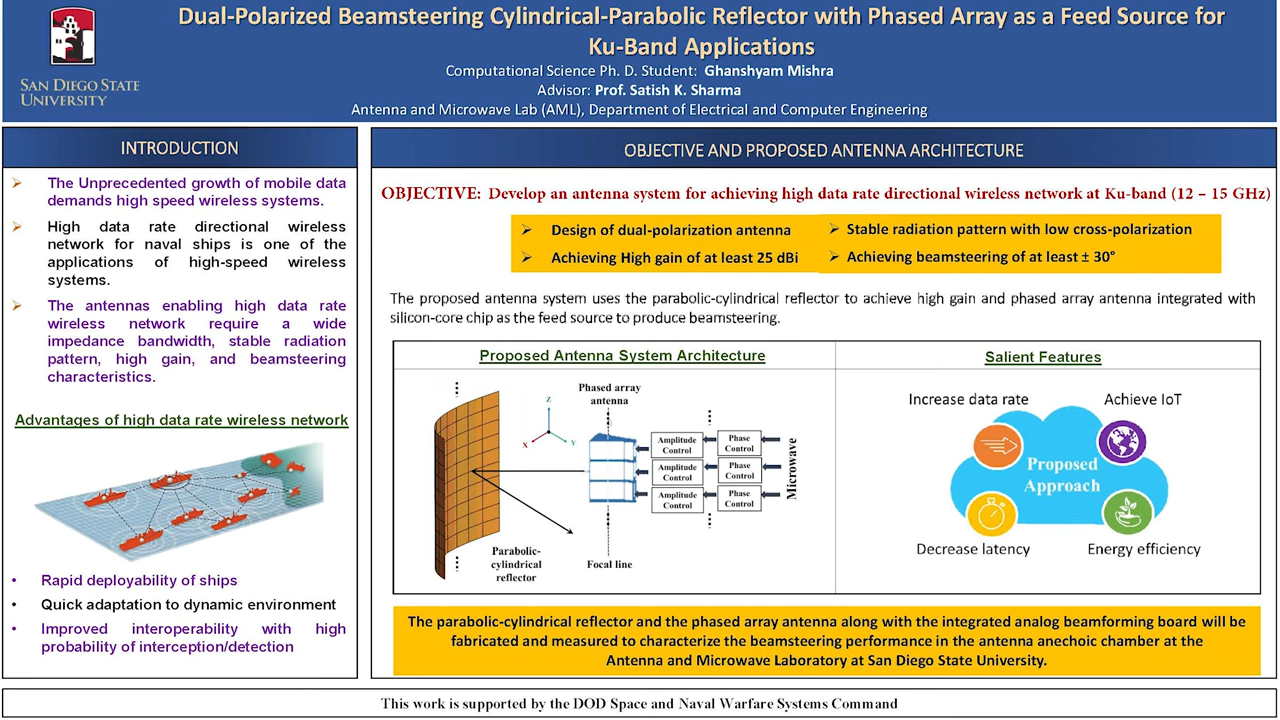 Dual-Polarized Beamsteering Cylindrical-Parabolic Reflector with Phased Array as a Feed Source for
Ku-Band Applications
Computational Science Ph. D. Student: Ghanshyam Mishra
Advisor: Prof. Satish K. Sharma
Antenna and Microwave Lab (AML), Department of Electrical and Computer Engineering
SAN DIEGO STATE
UNIVERSITY
INTRODUCTION
➢ The Unprecedented growth of mobile data
demands high speed wireless systems.
➢ High data rate directional wireless
network for naval ships is one of the
applications of high-speed wireless
systems.
➢ The antennas enabling high data rate
wireless network require a wide
impedance bandwidth, stable radiation
pattern, high gain, and beamsteering
characteristics.
Advantages of high data rate wireless network
• Rapid deployability of ships
• Quick adaptation to dynamic environment
• Improved interoperability with high
probability of interception/detection
OBJECTIVE AND PROPOSED ANTENNA ARCHITECTURE
OBJECTIVE: Develop an antenna system for achieving high data rate directional wireless network at Ku-band (12 – 15 GHz)
➢ Design of dual-polarization antenna
➢ Achieving High gain of at least 25 dBi
➢ Stable radiation pattern with low cross-polarization
➢ Achieving beamsteering of at least ± 30°
The proposed antenna system uses the parabolic-cylindrical reflector to achieve high gain and phased array antenna integrated with
silicon-core chip as the feed source to produce beamsteering.
Proposed Antenna System Architecture
Phased array
antenna
Z
X
Y
Amplitude
Control
Phase
Control
Amplitude
Control
Phase
Control
Amplitude
Control
Phase
Control
Microwave
Parabolic-
cylindrical
reflector
Focal line
Salient Features
Increase data rate
Achieve IoT
Proposed
Approach
Decrease latency
Energy efficiency
The parabolic-cylindrical reflector and the phased array antenna along with the integrated analog beamforming board will be
fabricated and measured to characterize the beamsteering performance in the antenna anechoic chamber at the
Antenna and Microwave Laboratory at San Diego State University.
This work is supported by the DOD Space and Naval Warfare Systems Command